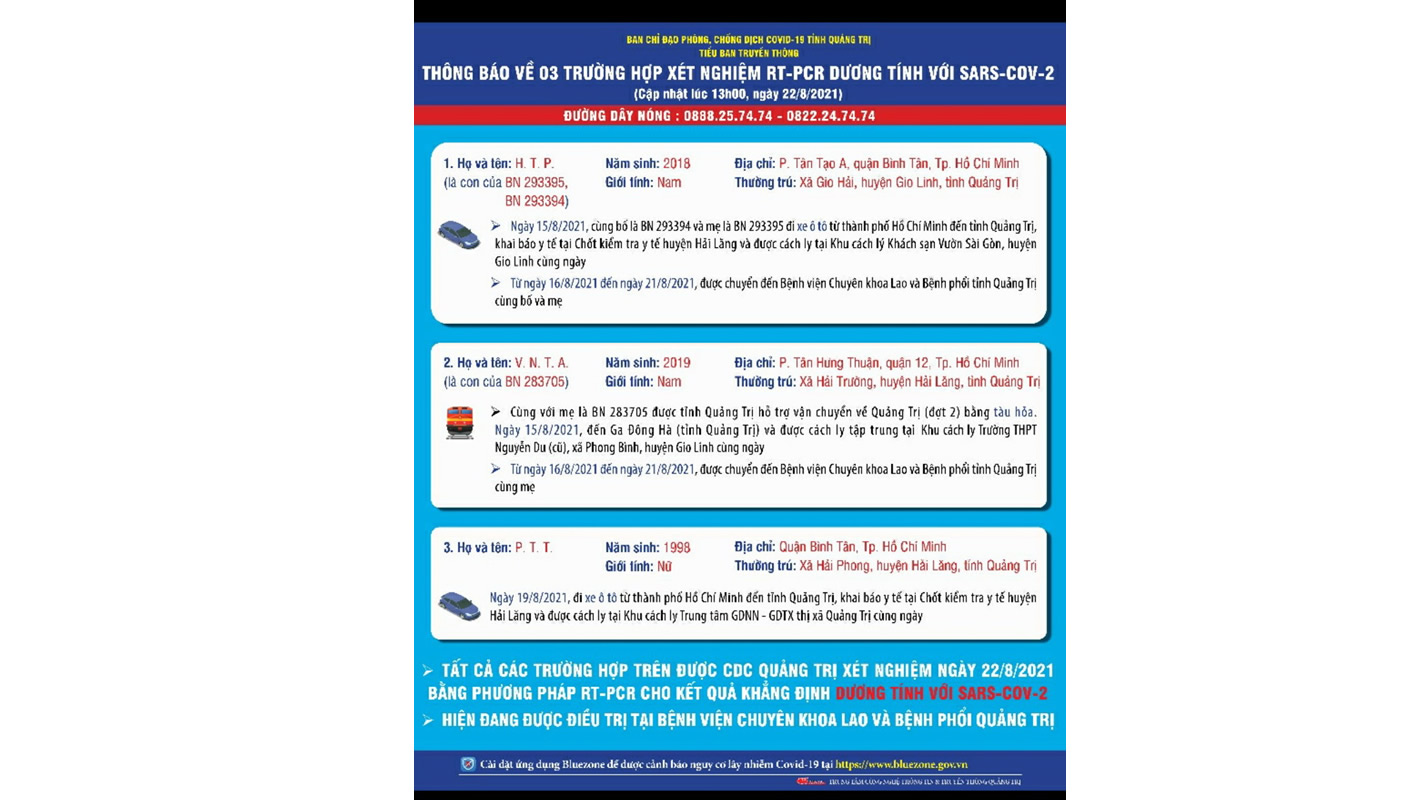 BAN CHỈ ĐẠO PHÒNG, CHỐNG DỊCH COVID-19 TỈNH QUẢNG TRỊ
TIỂU BAN TRUYỀN THÔNG
THÔNG BÁO VỀ 03 TRƯỜNG HỢP XÉT NGHIỆM RT-PCR DƯƠNG TÍNH VỚI SARS-COV-2
(Cập nhật lúc 13h00, ngày 22/8/2021)
ĐƯỜNG DÂY NÓNG : 0888.25.74.74 - 0822.24.74.74
1. Họ và tên: H. T. P. Năm sinh: 2018 Địa chỉ: P. Tân Tạo A, quận Bình Tân, Tp. Hồ Chí Minh
(là con của BN 293395, Giới tính: Nam Thường trú: Xã Gio Hải, huyện Gio Linh, tỉnh Quảng Trị
BN 293394)
➢ Ngày 15/8/2021, cùng bố là BN 293394 và mẹ là BN 293395 đi xe ô tô từ thành phố Hồ Chí Minh đến tỉnh Quảng Trị,
khai báo y tế tại Chốt kiểm tra y tế huyện Hải Lăng và được cách ly tại Khu cách lý Khách sạn Vườn Sài Gòn, huyện
Gio Linh cùng ngày
➢ Từ ngày 16/8/2021 đến ngày 21/8/2021, được chuyển đến Bệnh viện Chuyên khoa Lao và Bệnh phổi tỉnh Quảng Trị
cùng bố và mẹ
2. Họ và tên: V. N. T. A. Năm sinh: 2019 Địa chỉ: P. Tân Hưng Thuận, quận 12, Tp. Hồ Chí Minh
(là con của BN 283705) Giới tính: Nam Thường trú: Xã Hải Trường, huyện Hải Lăng, tỉnh Quảng Trị
➢ Cùng với mẹ là BN 283705 được tỉnh Quảng Trị hỗ trợ vận chuyển về Quảng Trị (đợt 2) bằng tàu hỏa.
Ngày 15/8/2021, đến Ga Đông Hà (tỉnh Quảng Trị) và được cách ly tập trung tại Khu cách ly Trường THPT
Nguyễn Du (cũ), xã Phong Bình, huyện Gio Linh cùng ngày
➢ Từ ngày 16/8/2021 đến ngày 21/8/2021, được chuyển đến Bệnh viện Chuyên khoa Lao và Bệnh phổi tỉnh Quảng Trị
cùng mẹ
3. Họ và tên: P. T. T. Năm sinh: 1998 Địa chỉ: Quận Bình Tân, Tp. Hồ Chí Minh
Giới tính: Nữ Thường trú: Xã Hải Phong, huyện Hải Lăng, tỉnh Quảng Trị
Ngày 19/8/2021, đi xe ô tô từ thành phố Hồ Chí Minh đến tỉnh Quảng Trị, khai báo y tế tại Chốt kiểm tra y tế huyện
Hải Lăng và được cách ly tại Khu cách ly Trung tâm GDNN - GDTX thị xã Quảng Trị cùng ngày
➢ TẤT CẢ CÁC TRƯỜNG HỢP TRÊN ĐƯỢC CDC QUẢNG TRỊ XÉT NGHIỆM NGÀY 22/8/2021
BẰNG PHƯƠNG PHÁP RT-PCR CHO KẾT QUẢ KHẲNG ĐỊNH DƯƠNG TÍNH VỚI SARS-COV-2
➢ HIỆN ĐANG ĐƯỢC ĐIỀU TRỊ TẠI BỆNH VIỆN CHUYÊN KHOA LAO VÀ BỆNH PHỔI QUẢNG TRỊ
Cài đặt ứng dụng Bluezone để được cảnh báo nguy cơ lây nhiễm Covid-19 tại https://www.bluezone.gov.vn
TRUNG TÂM CÔNG NGHỆ THÔNG TIN & TRUYỀN THÔNG QUẢNG TRỊ